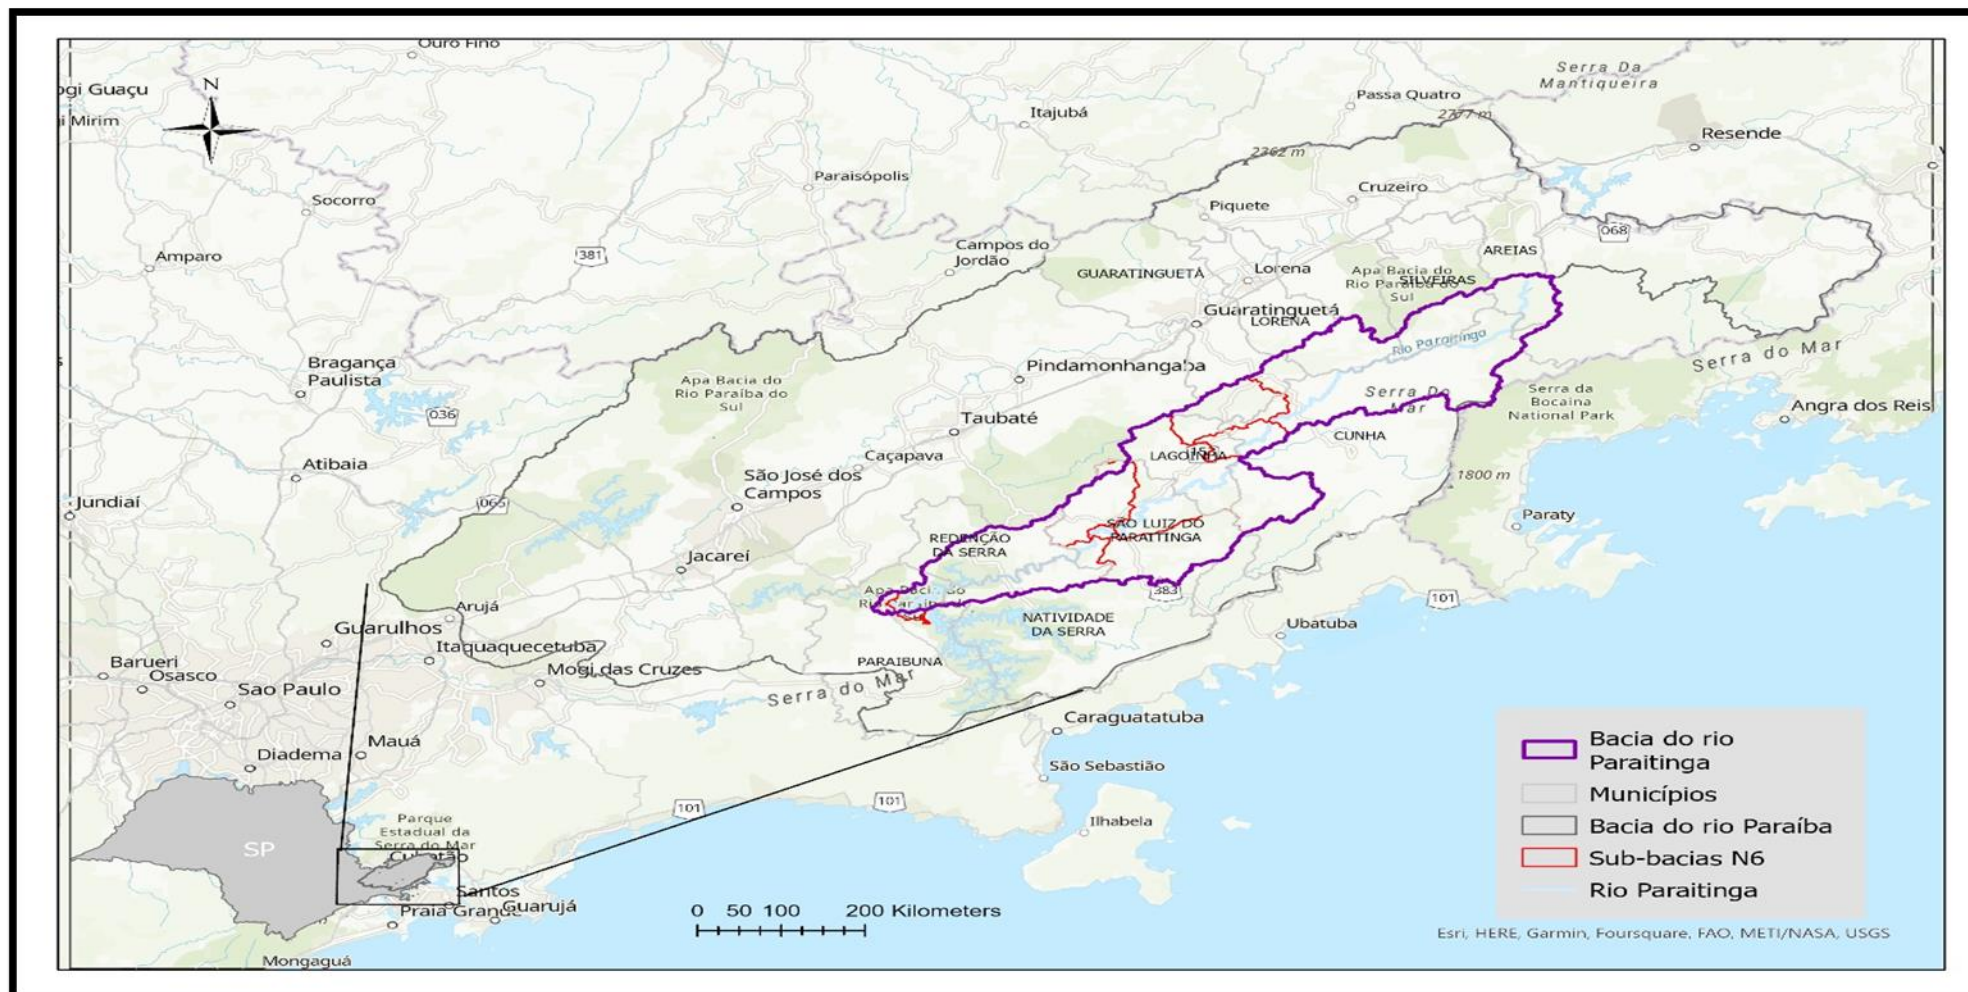 Ouro Fino
ogi Guaçu
gi Mirim
N
Socorro
Amparo
381
Paraisópolis
Itajubá
Passa Quatro
Serra Da
Mantiqueira
2777 m
2362 m
Resende
Cruzeiro
Piquete
068
Campos do
Jordão
GUARATINGUETÁ
Lorena
Apa Bacia do
Rio Paraíba do
Sul
AREIAS
SILVEIRAS
Guaratinguetá
LORENA
Rio Paraitinga
Serra do Mar
Bragança
Paulista
036
Apa Bacia do
Rio Paraíba do
Sul
Pindamonhangaba
Taubaté
Serra Do
Mar
Serra da
Bocaina
National Park
Angra dos Reis
CUNHA
LAGOINHA
Caçapava
1800 m
Atibaia
065
Jundiaí
São José dos
Campos
Paraty
SÃO LUIZ DO
PARAITINGA
REDENÇÃO
DA SERRA
Jacareí
383
101
Arujá
NATIVIDADE
DA SERRA
Ubatuba
Guarulhos
Itaquaquecetuba
Barueri
Osasco
Mogi das Cruzes
PARAIBUNA
Serra do Mar
Sao Paulo
Caraguatatuba
Diadema
Mauá
São Sebastião
101
101
Ilhabela
Parque
Estadual da
Serra do Mar
Cubatão
SP
Santos
Praia Grande
Guarujá
Mongaguá
0 50 100 200 Kilometers
Bacia do rio
Paraitinga
Municípios
Bacia do rio Paraíba
Sub-bacias N6
Rio Paraitinga
Esri, HERE, Garmin, Foursquare, FAO, METI/NASA, USGS